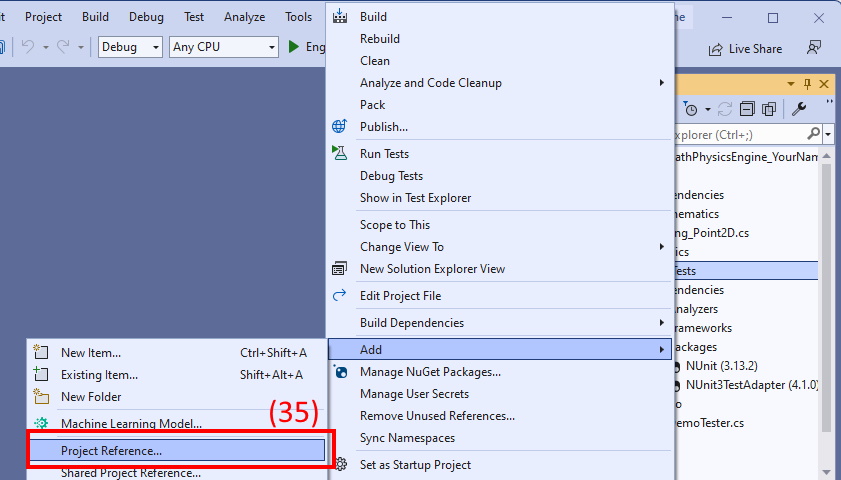 t Project Build Debug Test Analyze Tools
Debug Any CPU Eng
Live Share
Build
Rebuild
Clean
Analyze and Code Cleanup
Pack
Publish...
Run Tests
Debug Tests
Show in Test Explorer
Scope to This
Change View To
New Solution Explorer View
Edit Project File
Build Dependencies
Add
Manage NuGet Packages...
Manage User Secrets
Remove Unused References...
Sync Namespaces
Set as Startup Project
New Item... Ctrl+Shift+A
Existing Item... Shift+Alt+A
New Folder
Machine Learning Model...
(35)
Project Reference...
Shared Project Reference...
xplorer (Ctrl+;)
athPhysicsEngine_YourNam
endencies
hematics
ng_Point2D.cs
ics
Tests
endencies
nalyzers
rameworks
ackages
NUnit (3.13.2)
NUnit3TestAdapter (4.1.0)
o
DemoTester.cs